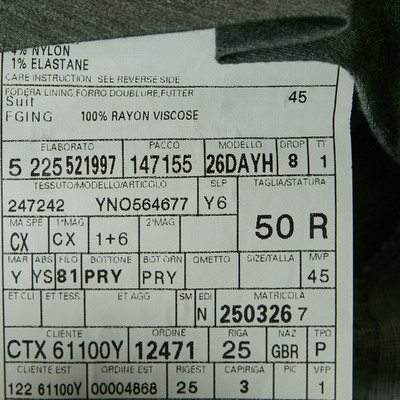 4% NYLON
1% ELASTANE
CARE INSTRUCTION. SEE REVERSE SIDE
FODERA LINING, FORRO DOUBLURE, FUTTER
Suit 45
FGING 100% RAYON VISCOSE
ELABORATO PACCO MODELLO DROP TT
5 225 521997 147155 26DAYH 8 1
TESSUTO/MODELLO/ARTICOLO SLP TAGLIA/STATURA
247242 YNO564677 Y6
MA SPE 1°MAG 2°MAG 50 R
CX CX 1+6
MAR ABS FILO BOTTONE BOT ORN OMETTO SIZE/TALLA MVP
Y YS 81 PRY PRY 45
ET CLI ET TESS ET AGG SM EDI MATRICOLA
N 250326 7
CLIENTE ORDINE RIGA NAZ TPO
CTX 61100Y 12471 25 GBR P
CLIENTE EST ORDINE EST RIGEST CAPIRIGA PIC VFP
122 61100Y 00004868 25 3 1